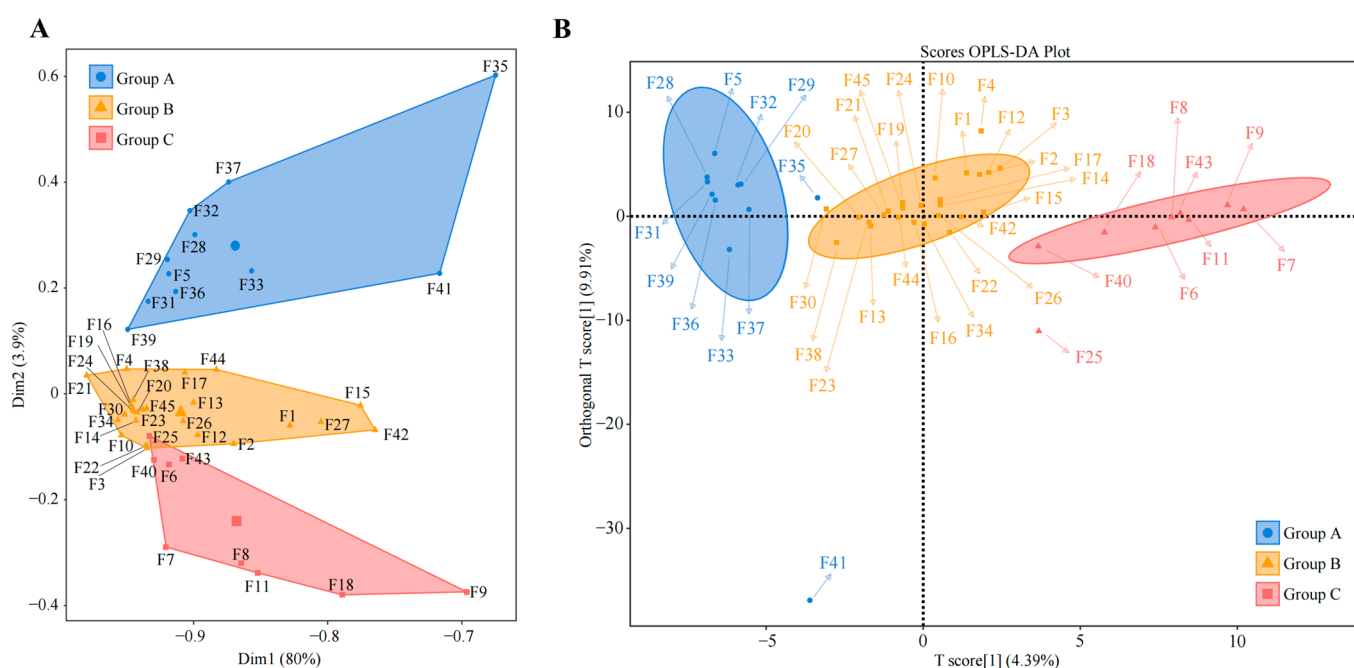 A
Group A
Group B
Group C
0.6
0.4
0.2
0
−0.2
−0.4
Dim2 (3.9%)
F35
F37
F32
F28
F29
F5
F33
F41
F31
F36
F39
F16
F19
F24
F4
F38
F44
F21
F20
F17
F15
F30
F45
F13
F34
F23
F26
F1
F27
F42
F14
F25
F12
F2
F10
F22
F40
F6
F43
F3
F7
F8
F11
F18
F9
−0.9
−0.8
−0.7
Dim1 (80%)
B
Scores OPLS-DA Plot
10
0
−10
−20
−30
Orthogonal T score[1] (9.91%)
F28
F5
F29
F45
F24
F10
F4
F32
F21
F1
F12
F3
F8
F20
F19
F9
F35
F27
F2
F17
F18
F43
F14
F15
F31
F42
F39
F44
F40
F11
F7
F30
F22
F26
F6
F36
F37
F13
F33
F38
F16
F34
F25
F23
F41
Group A
Group B
Group C
−5
0
5
10
T score[1] (4.39%)